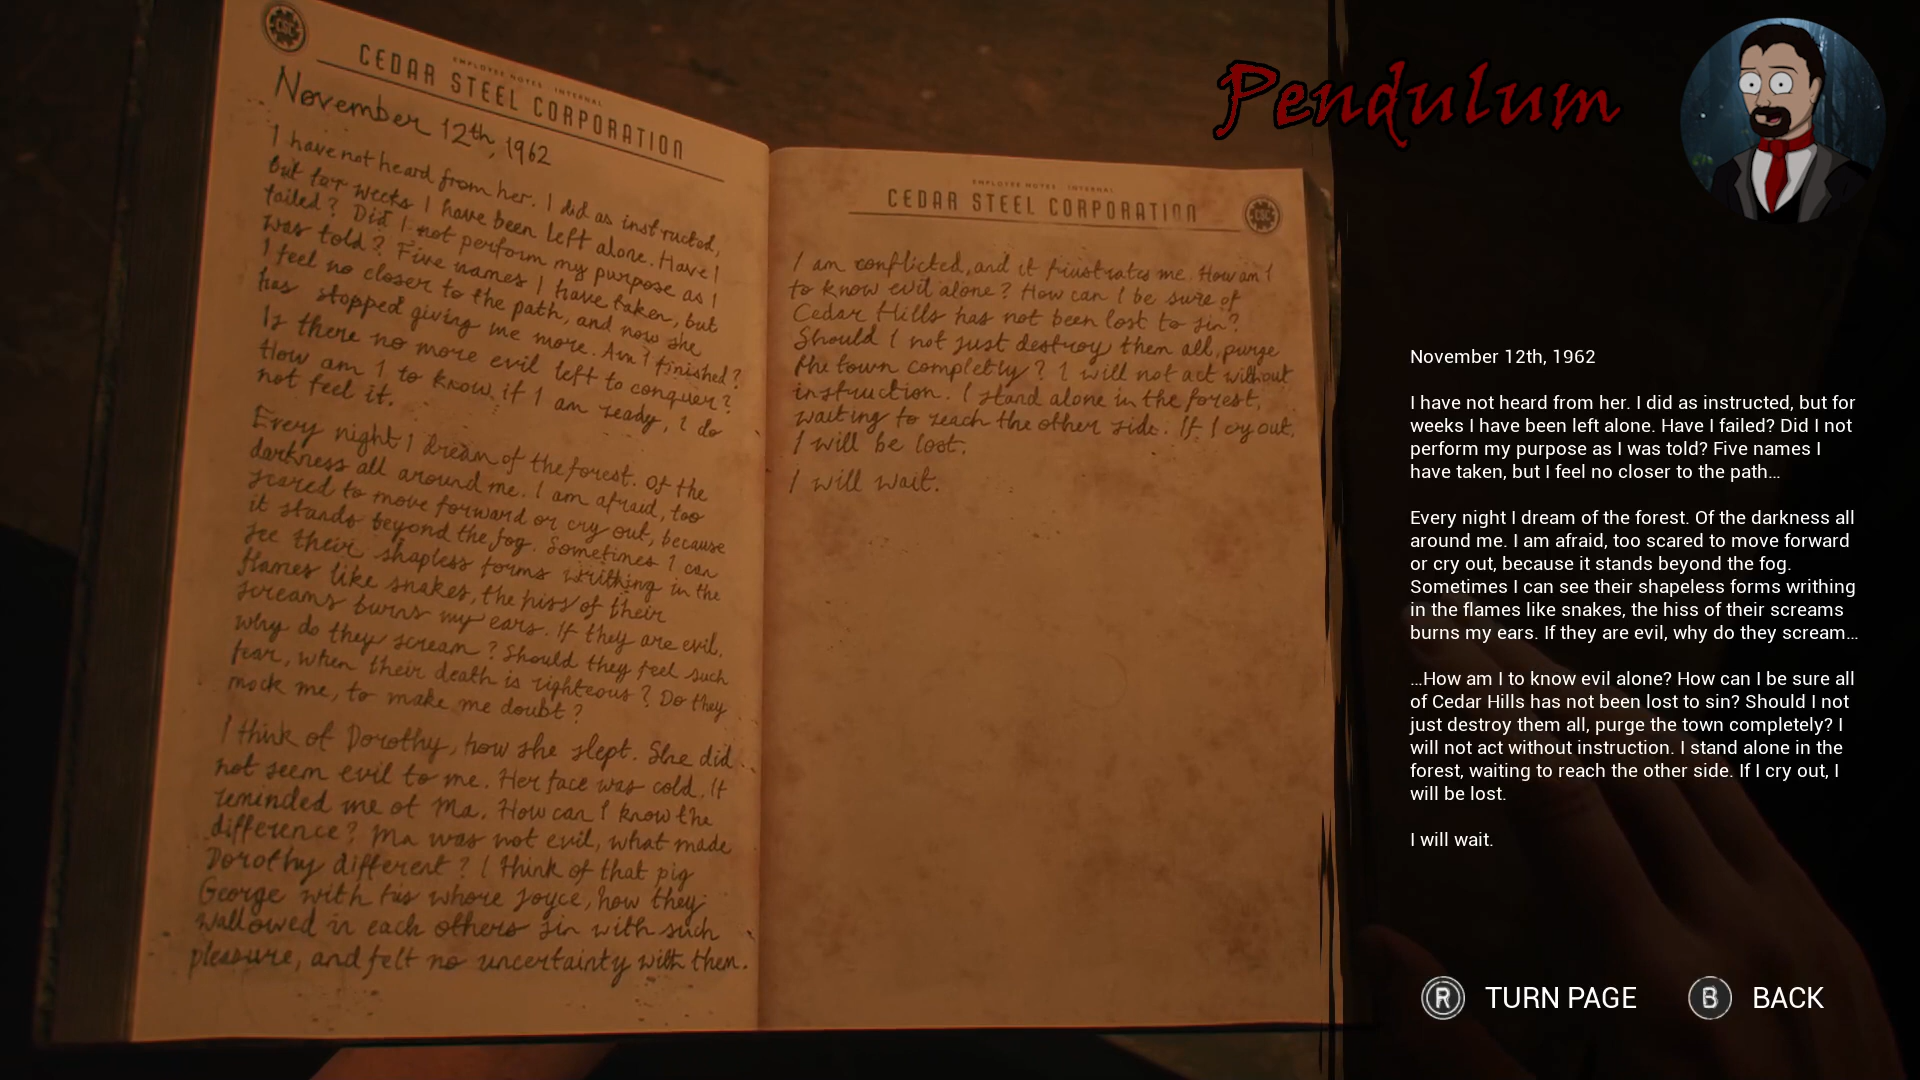 CSC
EMPLOYEE NOTES INTERNAL
CEDAR STEEL CORPORATION
November 12th, 1962
I have not heard from her. I did as instructed,
but for weeks I have been left alone. Have I
failed? Did I not perform my purpose as I
was told? Five names I have taken, but
I feel no closer to the path, and now she
has stopped giving me more. Am I finished?
Is there no more evil left to conquer?
How am I to know if I am ready, I do
not feel it.
Every night I dream of the forest. Of the
darkness all around me. I am afraid, too
scared to move forward or cry out, because
it stands beyond the fog. Sometimes I can
see their shapless forms writhing in the
flames like snakes, the hiss of their
screams burns my ears. If they are evil,
why do they scream? Should they feel such
fear, when their death is righteous? Do they
mock me, to make me doubt?
I think of Dorothy, how she slept. She did
not seem evil to me. Her face was cold. It
reminded me of Ma. How can I know the
difference? Ma was not evil, what made
Dorothy different? I think of that pig
George with his whore Joyce, how they
wallowed in each others sin with such
pleasure, and felt no uncertainty with them.
EMPLOYEE NOTES INTERNAL
CEDAR STEEL CORPORATION
CSC
I am conflicted, and it frustrates me. How am I
to know evil alone? How can I be sure of
Cedar Hills has not been lost to sin?
Should I not just destroy them all, purge
the town completly? I will not act without
instruction. I stand alone in the forest,
waiting to reach the other side. If I cry out,
I will be lost.
I will wait.
Pendulum
November 12th, 1962
I have not heard from her. I did as instructed, but for
weeks I have been left alone. Have I failed? Did I not
perform my purpose as I was told? Five names I
have taken, but I feel no closer to the path…
Every night I dream of the forest. Of the darkness all
around me. I am afraid, too scared to move forward
or cry out, because it stands beyond the fog.
Sometimes I can see their shapeless forms writhing
in the flames like snakes, the hiss of their screams
burns my ears. If they are evil, why do they scream…
…How am I to know evil alone? How can I be sure all
of Cedar Hills has not been lost to sin? Should I not
just destroy them all, purge the town completely? I
will not act without instruction. I stand alone in the
forest, waiting to reach the other side. If I cry out, I
will be lost.
I will wait.
R TURN PAGE B BACK